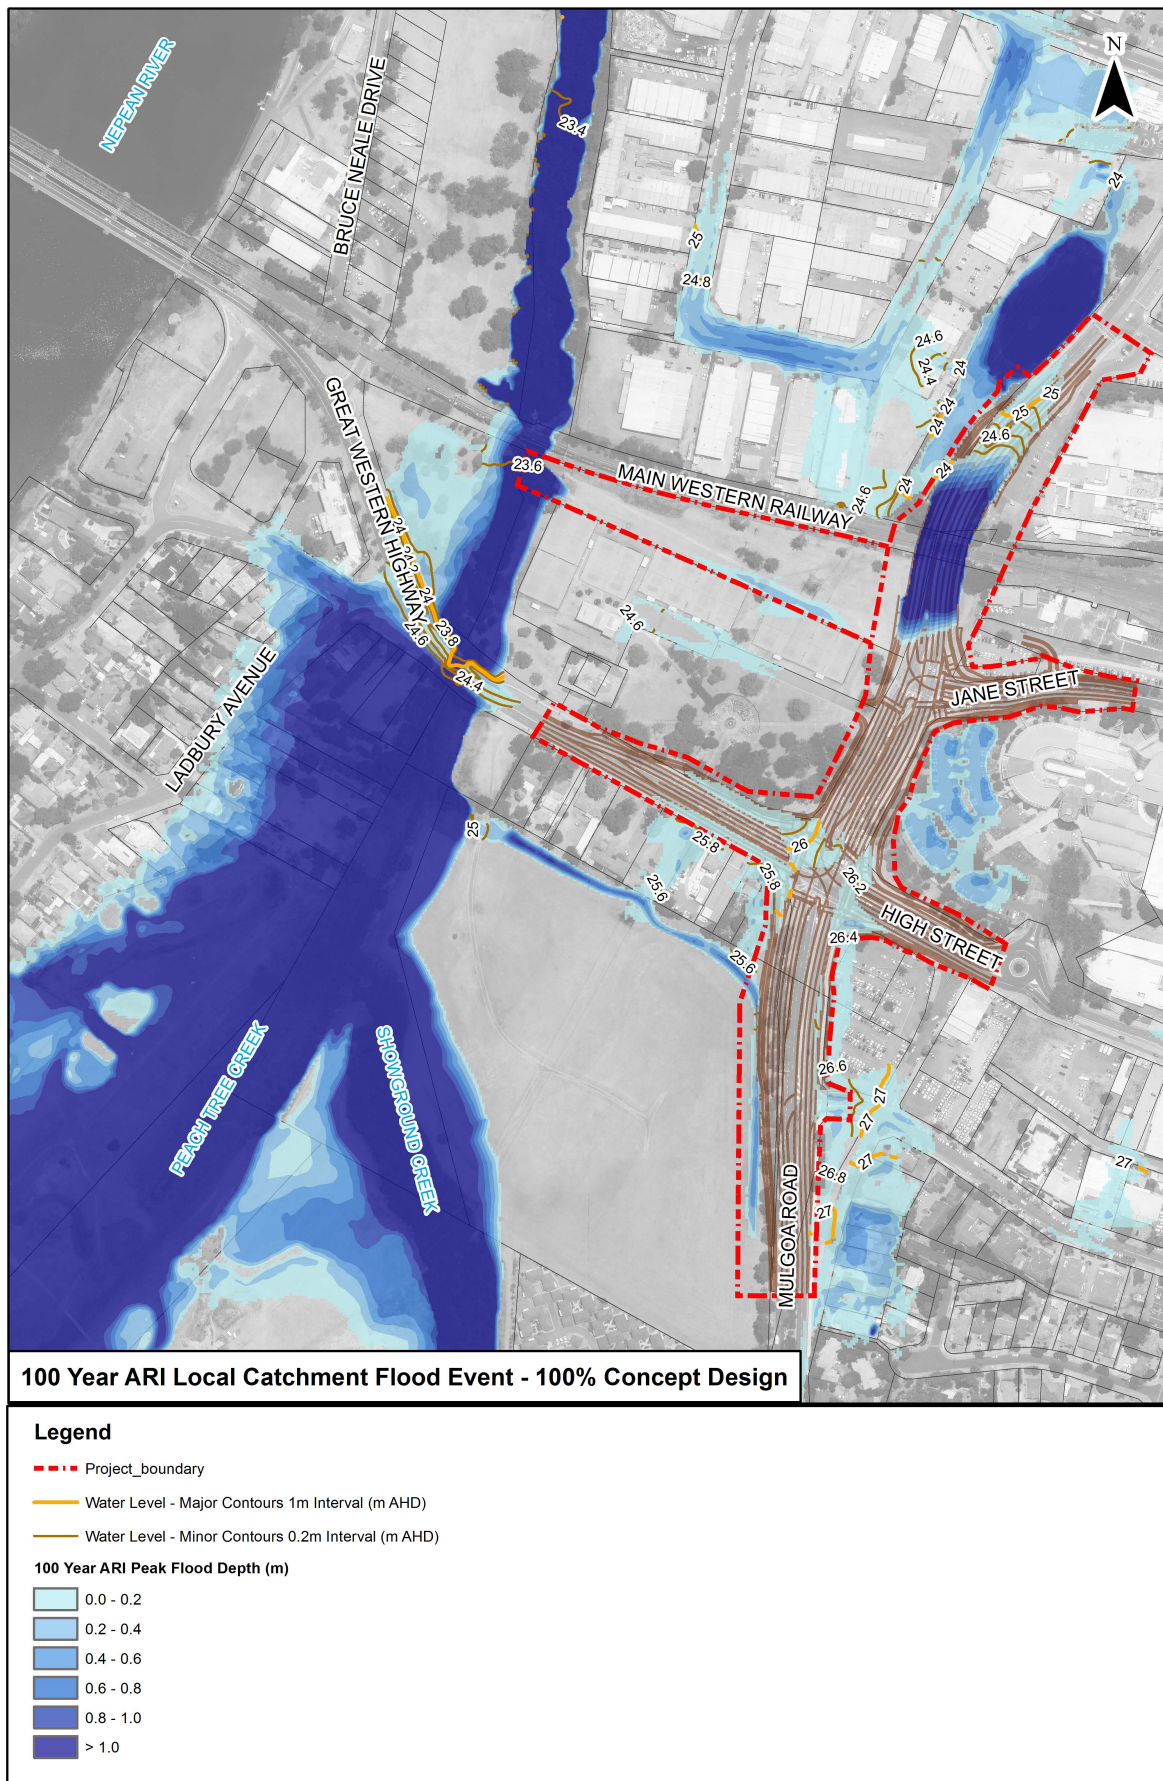 N
NEPEAN RIVER
BRUCE NEALE DRIVE
23.4
24
25
24.8
24.6
24.4
24
24
24
25
25
24.6
24
GREAT WESTERN HIGHWAY
23.6
MAIN WESTERN RAILWAY
24.6
24
24
24.2
24
23.8
24.6
24.4
24.6
LADBURY AVENUE
JANE STREET
25
25.8
26
25.8
26.2
25.6
HIGH STREET
26.4
25.6
PEACH TREE CREEK
SHOWGROUND CREEK
26.6
27
27
27
26.8
27
27
MULGOA ROAD
100 Year ARI Local Catchment Flood Event - 100% Concept Design
Legend
Project_boundary
Water Level - Major Contours 1m Interval (m AHD)
Water Level - Minor Contours 0.2m Interval (m AHD)
100 Year ARI Peak Flood Depth (m)
0.0 - 0.2
0.2 - 0.4
0.4 - 0.6
0.6 - 0.8
0.8 - 1.0
> 1.0